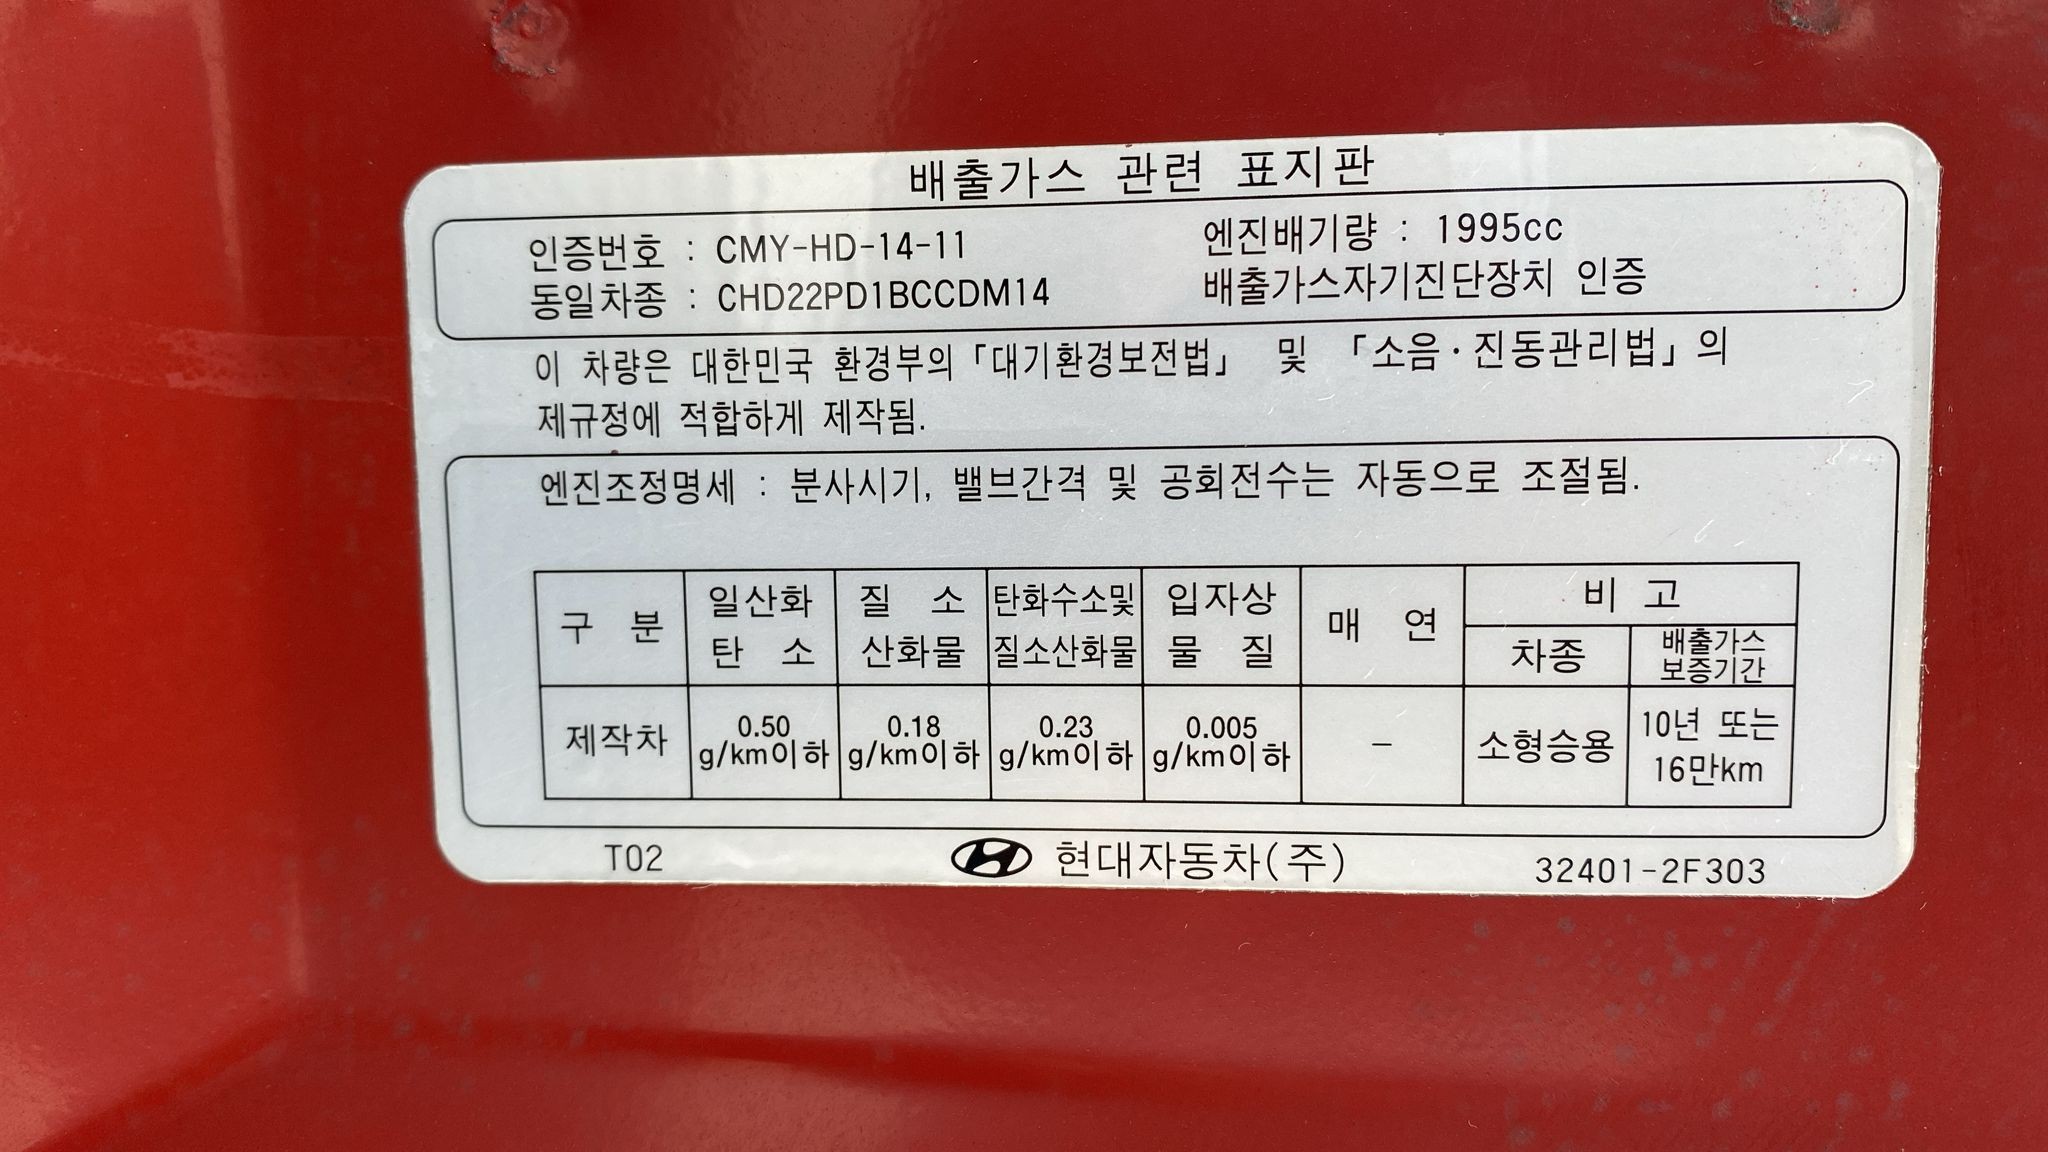 배출가스 관련 표지판
인증번호 : CMY-HD-14-11
엔진배기량 : 1995cc
동일차종 : CHD22PD1BCCDM14
배출가스자기진단장치 인증
이 차량은 대한민국 환경부의「대기환경보전법」 및 「소음·진동관리법」의
제규정에 적합하게 제작됨.
엔진조정명세 : 분사시기, 밸브간격 및 공회전수는 자동으로 조절됨.
구 분
일산화
탄 소
질 소
산화물
탄화수소및
질소산화물
입자상
물 질
매 연
비 고
차종
배출가스
보증기간
제작차
0.50
g/km이하
0.18
g/km이하
0.23
g/km이하
0.005
g/km이하
–
소형승용
10년 또는
16만km
T02
현대자동차(주)
32401-2F303